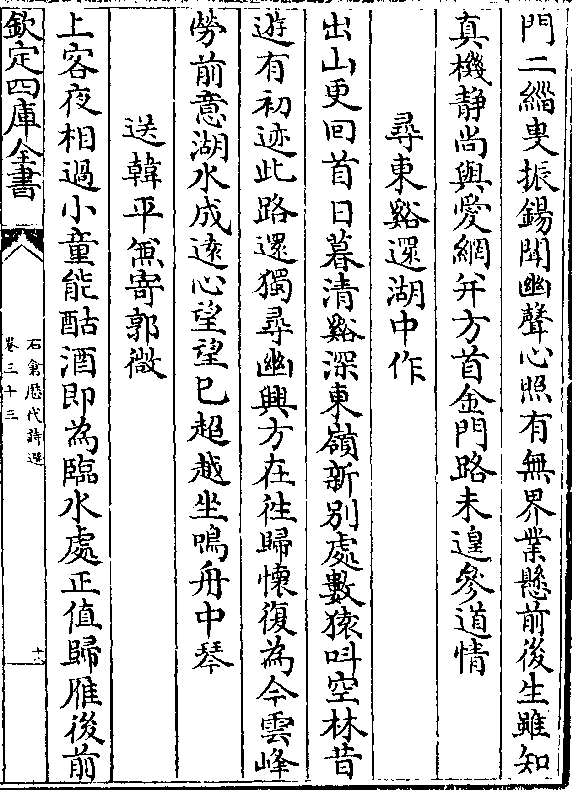 門二緇叟振錫聞幽聲心照有無界業懸前後生雖知
真機静尚與愛網并方首金門路未遑參道情
尋東谿還湖中作
出山更回首日暮清谿深東嶺新别處數猿叫空林昔
遊有初迹此路還獨尋幽興方在往歸懷復為今雲峰
勞前意湖水成遠心望望已超越坐鳴舟中琴
送韓平兼寄郭微
上客夜相過小童能酤酒即為臨水處正值歸雁後前
欽定四庫全書
石倉歴代詩選
卷三十三
十